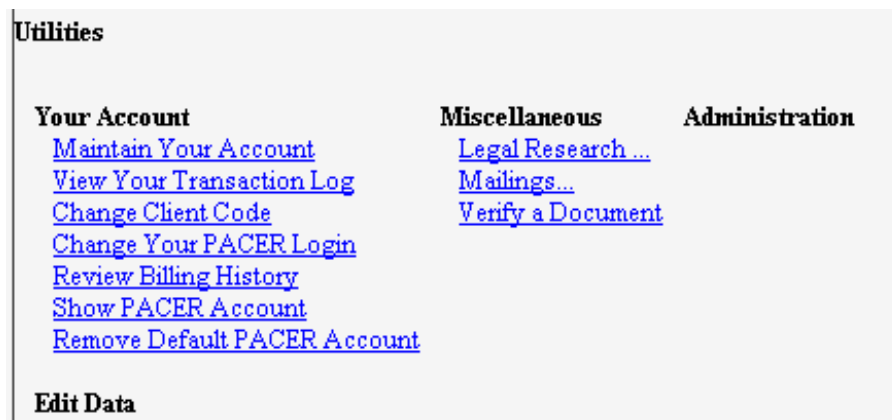 Utilities
Your Account Miscellaneous Administration
Maintain Your Account Legal Research ...
View Your Transaction Log Mailings...
Change Client Code Verify a Document
Change Your PACER Login
Review Billing History
Show PACER Account
Remove Default PACER Account
Edit Data